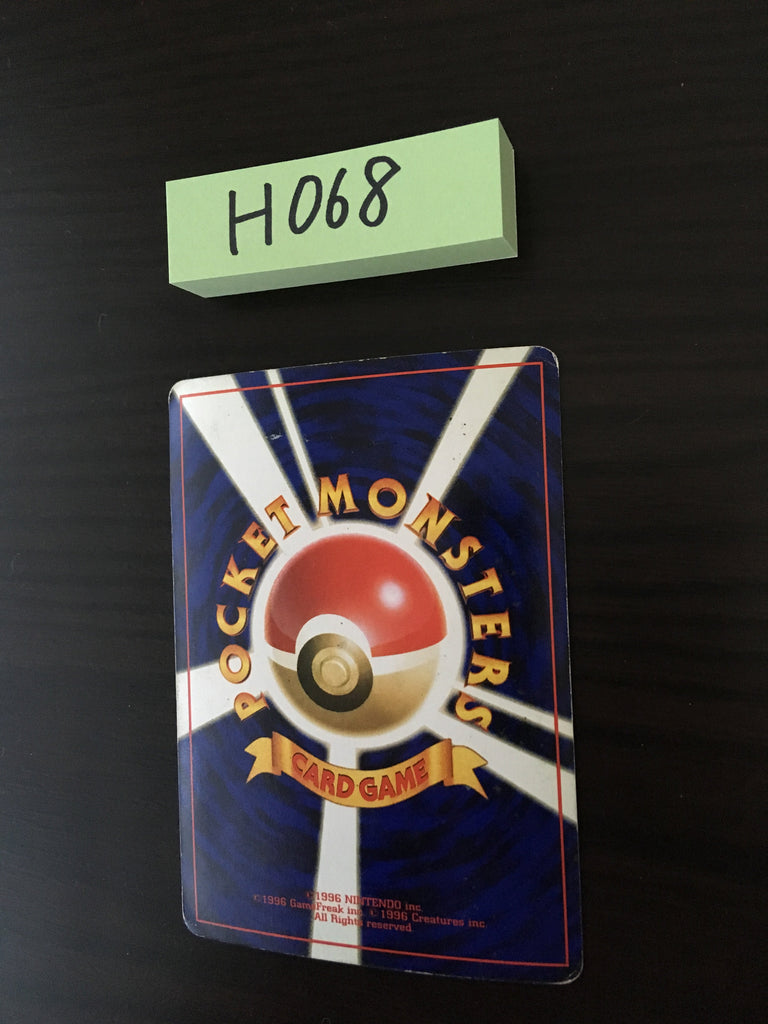 H068
POCKET MONSTERS
CARD GAME
©1996 NINTENDO inc.
©1996 GameFreak inc. © 1996 Creatures inc.
All Rights reserved.